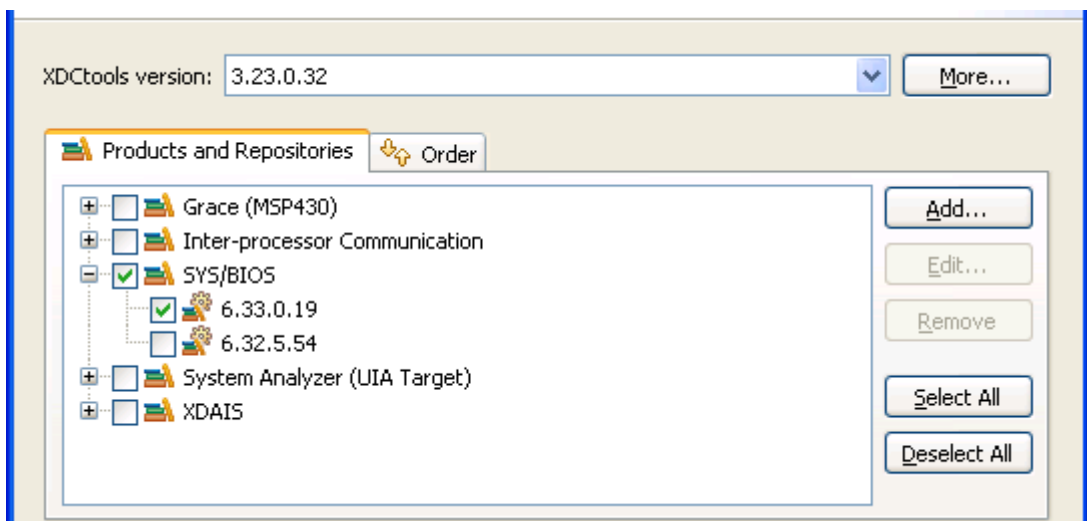 XDCtools version: 3.23.0.32 More...
Products and Repositories Order
Grace (MSP430) Add...
Inter-processor Communication
SYS/BIOS Edit...
6.33.0.19 Remove
6.32.5.54
System Analyzer (UIA Target) Select All
XDAIS
Deselect All